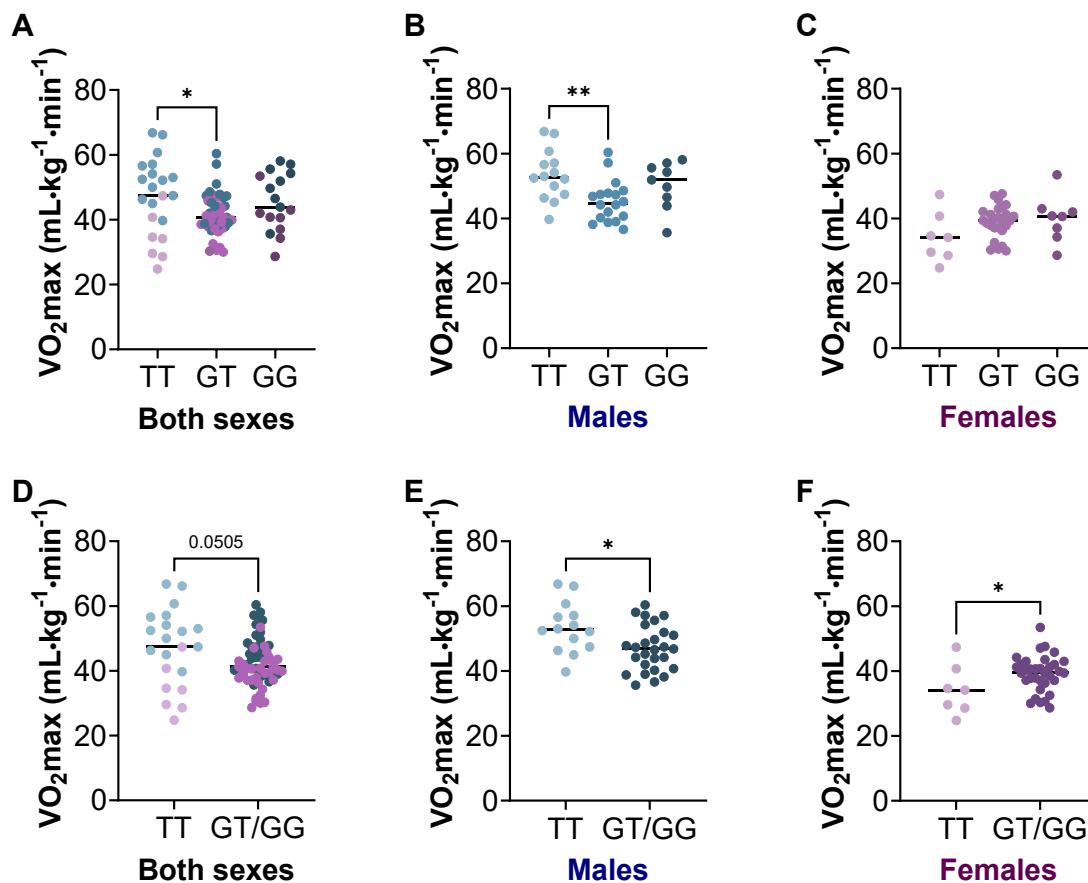 A
VO₂max (mL·kg⁻¹·min⁻¹)
80
60
40
20
0
*
TT GT GG
Both sexes
B
VO₂max (mL·kg⁻¹·min⁻¹)
80
60
40
20
0
**
TT GT GG
Males
C
VO₂max (mL·kg⁻¹·min⁻¹)
80
60
40
20
0
TT GT GG
Females
D
VO₂max (mL·kg⁻¹·min⁻¹)
80
60
40
20
0
0.0505
TT GT/GG
Both sexes
E
VO₂max (mL·kg⁻¹·min⁻¹)
80
60
40
20
0
*
TT GT/GG
Males
F
VO₂max (mL·kg⁻¹·min⁻¹)
80
60
40
20
0
*
TT GT/GG
Females